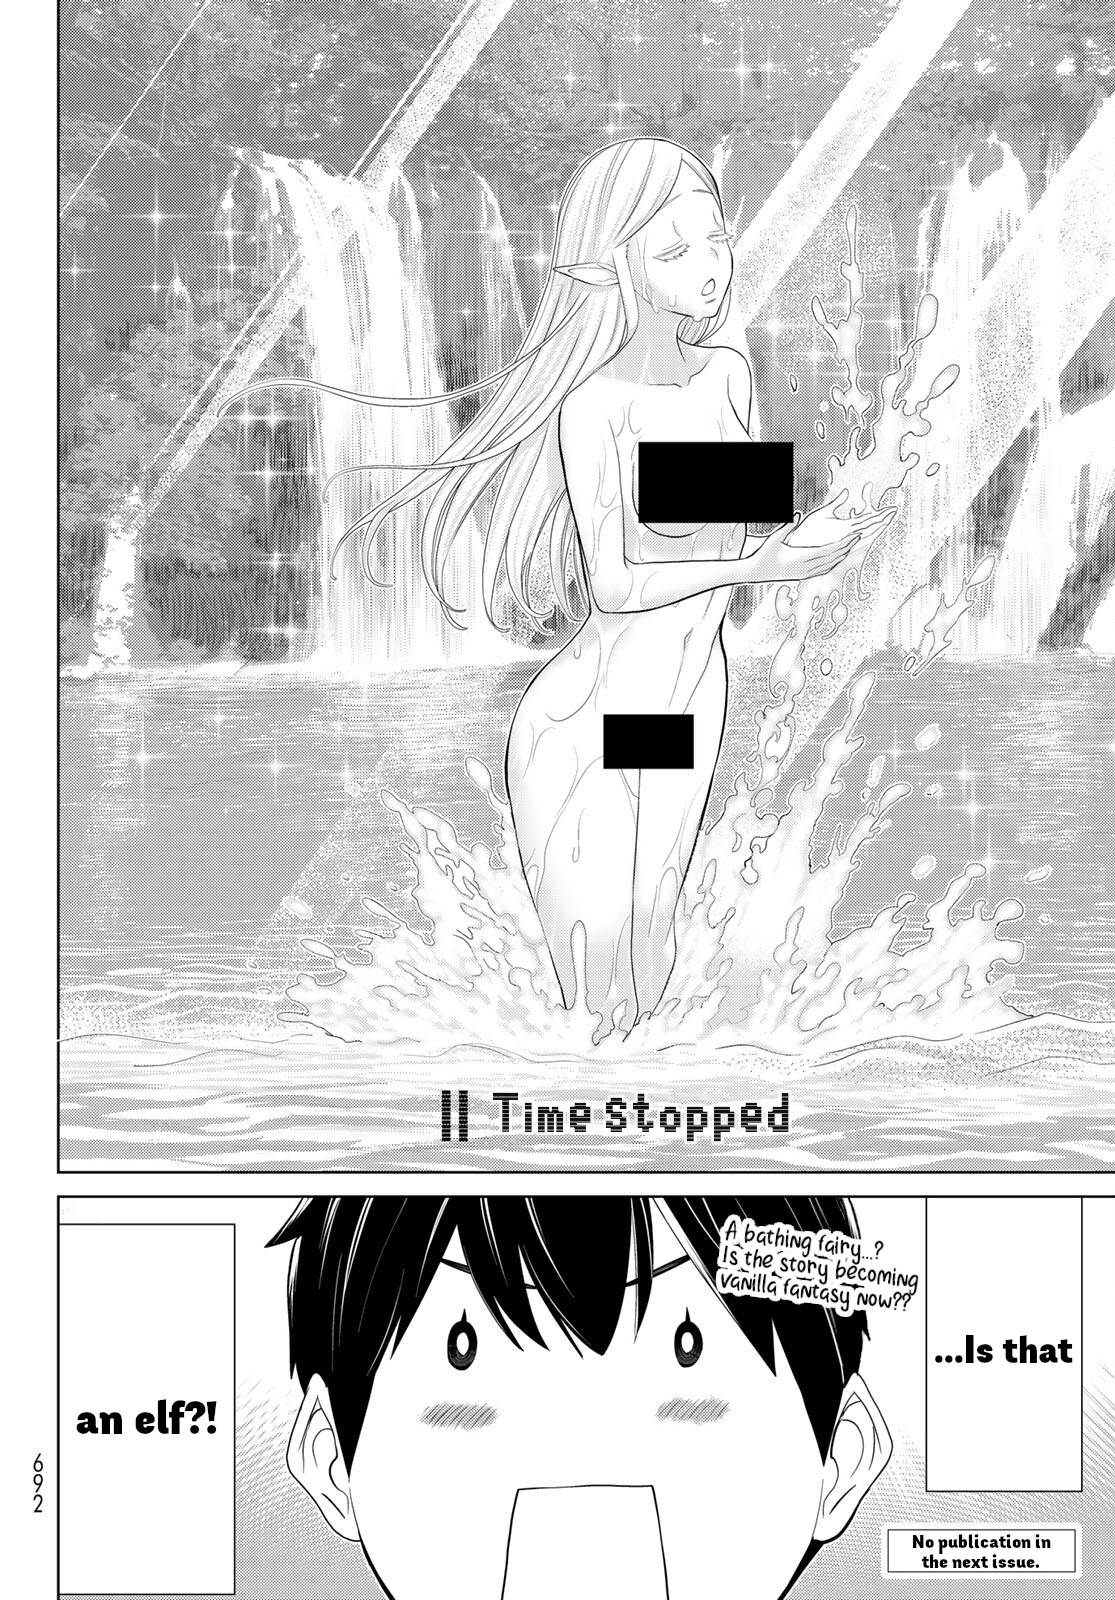 || Time Stopped
...Is that
A bathing fairy...?
Is the story becoming
vanilla fantasy now??
an elf?!
No publication in
the next issue.
692